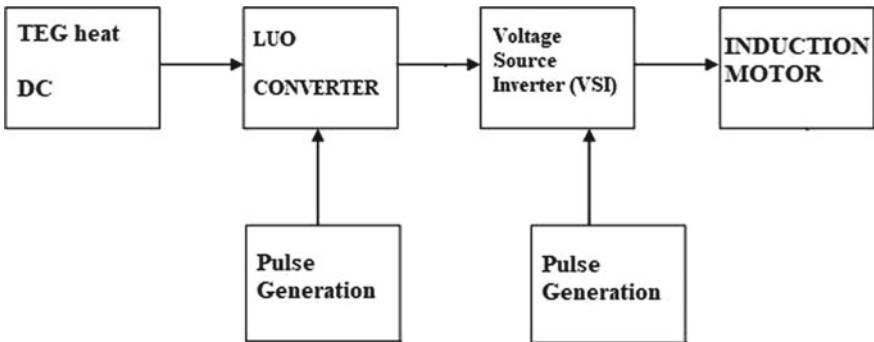 TEG heat
DC
LUO
CONVERTER
Voltage
Source
Inverter (VSI)
INDUCTION
MOTOR
Pulse
Generation
Pulse
Generation